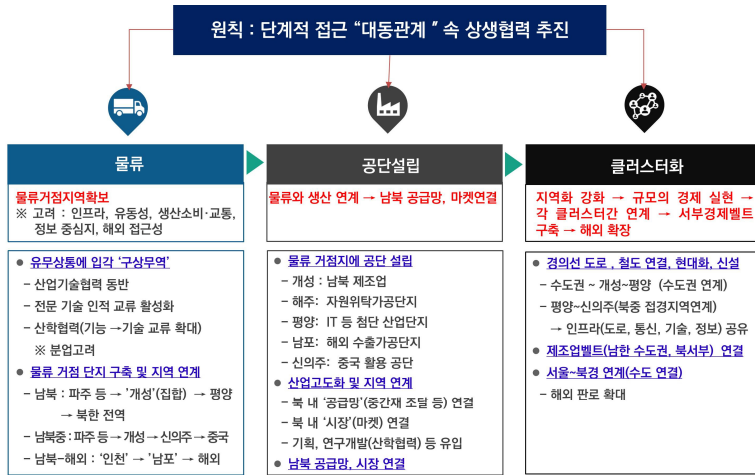 원칙 : 단계적 접근 “대동관계 ” 속 상생협력 추진
물류
물류거점지역확보
※ 고려 : 인프라, 유동성, 생산소비·교통,
정보 중심지, 해외 접근성
● 유무상통에 입각 ‘구상무역’
– 산업기술협력 동반
– 전문 기술 인적 교류 활성화
– 산학협력(기능 →기술 교류 확대)
※ 분업고려
● 물류 거점 단지 구축 및 지역 연계
– 남북 : 파주 등→ ’개성’(집합) → 평양
→ 북한 전역
– 남북중 : 파주 등→ 개성→ 신의주→ 중국
– 남북–해외 : ‘인천’→ ’남포’→ 해외
공단설립
물류와 생산 연계 → 남북 공급망, 마켓연결
● 물류 거점지에 공단 설립
– 개성 : 남북 제조업
– 해주: 자원위탁가공단지
– 평양: IT 등 첨단 산업단지
– 남포: 해외 수출가공단지
– 신의주: 중국 활용 공단
● 산업고도화 및 지역 연계
– 북 내 ‘공급망’(중간재 조달 등) 연결
– 북 내 ‘시장’(마켓) 연결
– 기획, 연구개발(산학협력) 등 유입
● 남북 공급망, 시장 연결
클러스터화
지역화 강화 → 규모의 경제 실현 →
각 클러스터간 연계 → 서부경제벨트
구축 → 해외 확장
● 경의선 도로 , 철도 연결, 현대화, 신설
– 수도권 ~ 개성~평양 (수도권 연계)
– 평양~신의주(북중 접경지역연계)
→ 인프라(도로, 통신, 기술, 정보) 공유
● 제조업벨트(남한 수도권, 북서부) 연결
● 서울~북경 연계(수도 연결)
– 해외 판로 확대